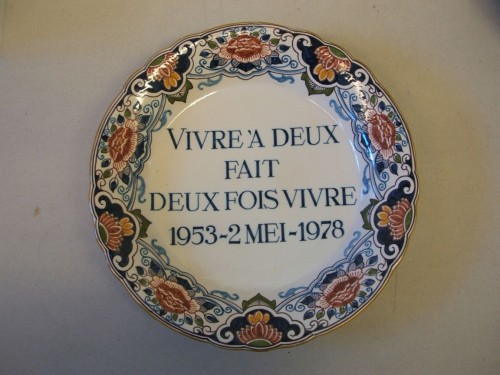 VIVRE À DEUX
FAIT
DEUX FOIS VIVRE
1953-2 MEI-1978